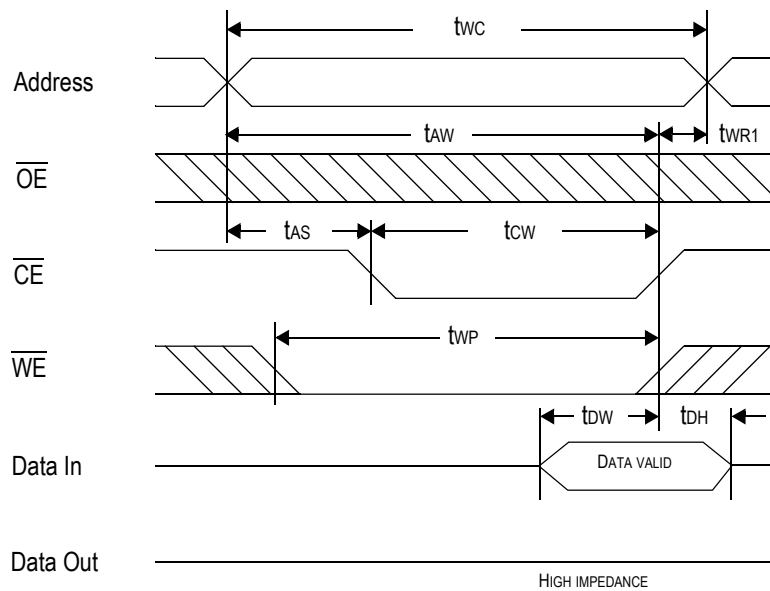 tWC
Address
tAW
tWR1
OE
tAS
tCW
CE
tWP
WE
tDW
tDH
Data In
DATA VALID
Data Out
HIGH IMPEDANCE